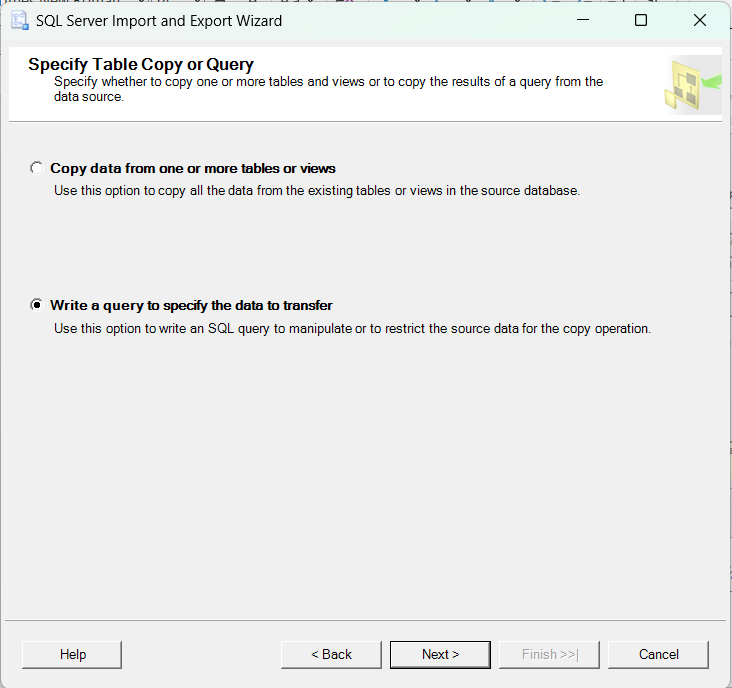 SQL Server Import and Export Wizard
Specify Table Copy or Query
Specify whether to copy one or more tables and views or to copy the results of a query from the
data source.
Copy data from one or more tables or views
Use this option to copy all the data from the existing tables or views in the source database.
Write a query to specify the data to transfer
Use this option to write an SQL query to manipulate or to restrict the source data for the copy operation.
Help
< Back
Next >
Finish >>|
Cancel